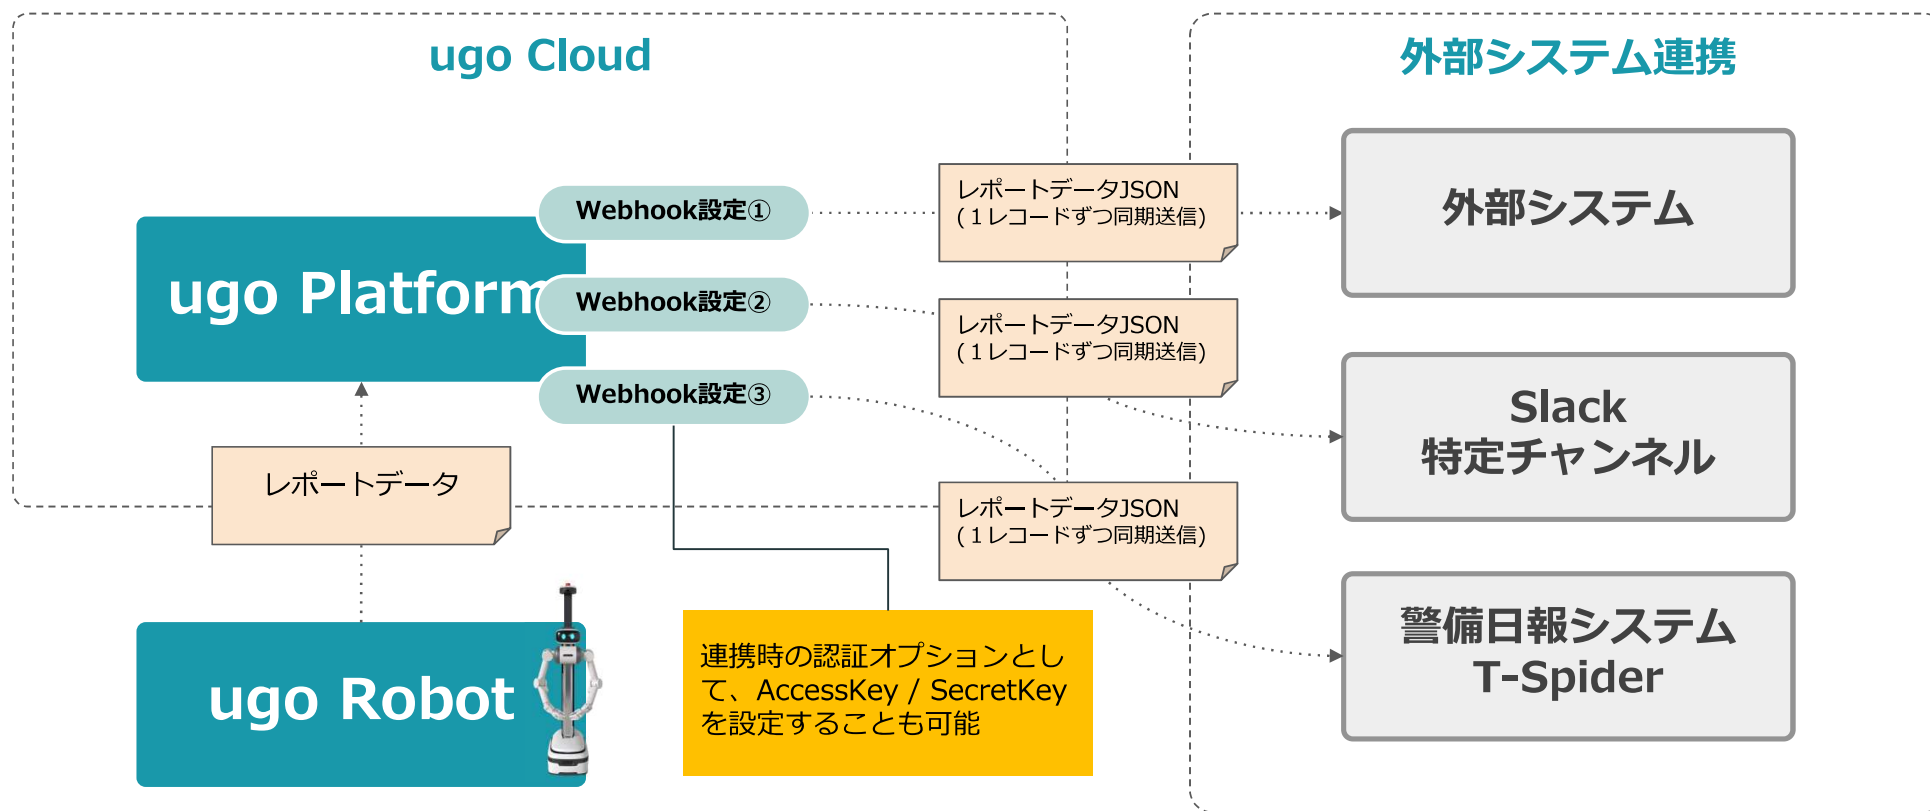 ugo Cloud
外部システム連携
Webhook設定①
レポートデータJSON
(１レコードずつ同期送信)
外部システム
ugo Platform
Webhook設定②
レポートデータJSON
(１レコードずつ同期送信)
Webhook設定③
Slack
特定チャンネル
レポートデータ
レポートデータJSON
(１レコードずつ同期送信)
ugo Robot
連携時の認証オプションとし
て、AccessKey / SecretKey
を設定することも可能
警備日報システム
T-Spider